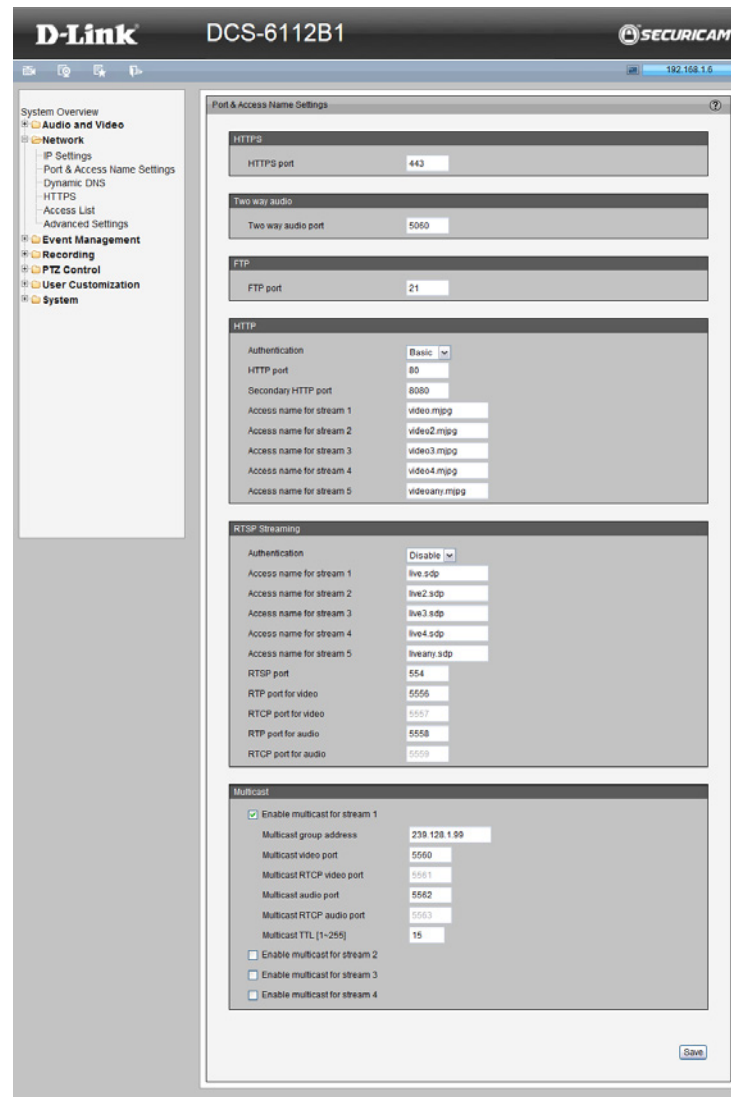 D-Link
DCS-6112B1
SECURICAM
192.168.1.6
System Overview
Audio and Video
Network
IP Settings
Port & Access Name Settings
Dynamic DNS
HTTPS
Access List
Advanced Settings
Event Management
Recording
PTZ Control
User Customization
System
Port & Access Name Settings
?
HTTPS
HTTPS port 443
Two way audio
Two way audio port 5060
FTP
FTP port 21
HTTP
Authentication Basic
HTTP port 80
Secondary HTTP port 8080
Access name for stream 1 video.mjpg
Access name for stream 2 video2.mjpg
Access name for stream 3 video3.mjpg
Access name for stream 4 video4.mjpg
Access name for stream 5 videoany.mjpg
RTSP Streaming
Authentication Disable
Access name for stream 1 live.sdp
Access name for stream 2 live2.sdp
Access name for stream 3 live3.sdp
Access name for stream 4 live4.sdp
Access name for stream 5 liveany.sdp
RTSP port 554
RTP port for video 5556
RTCP port for video 5557
RTP port for audio 5558
RTCP port for audio 5559
Multicast
Enable multicast for stream 1
Multicast group address 239.128.1.99
Multicast video port 5560
Multicast RTCP video port 5561
Multicast audio port 5562
Multicast RTCP audio port 5563
Multicast TTL [1~255] 15
Enable multicast for stream 2
Enable multicast for stream 3
Enable multicast for stream 4
Save